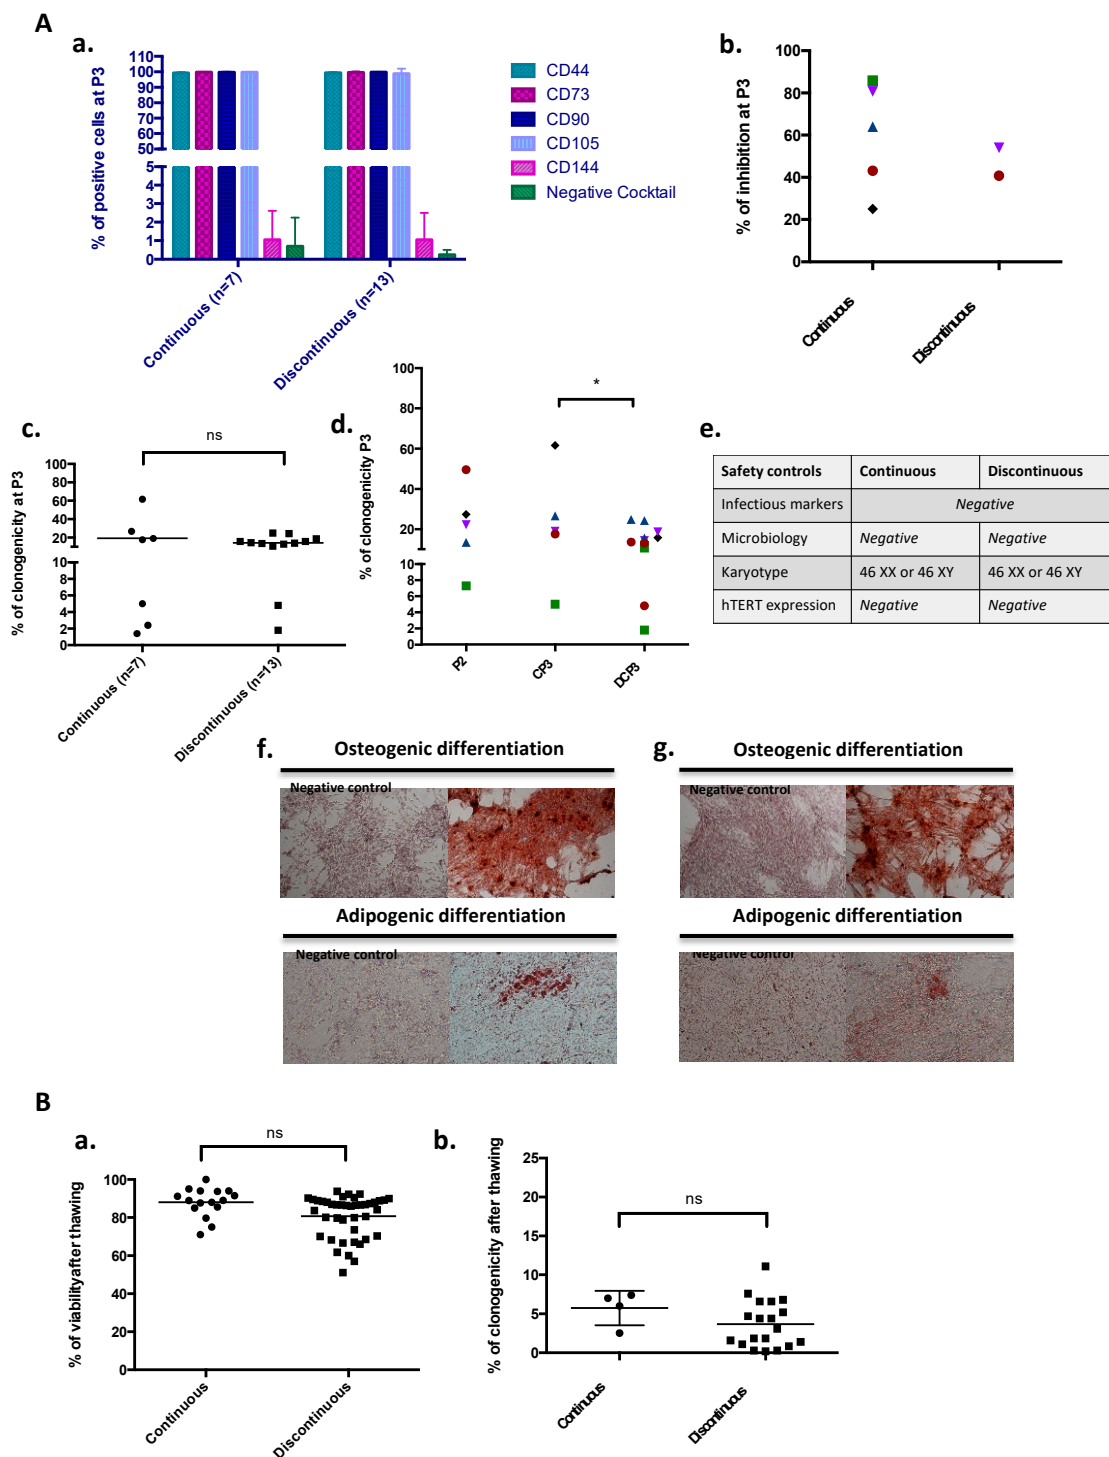 A
a.
% of positive cells at P3
110
100
90
80
70
60
50
5
4
3
2
1
0
Continuous (n=7)
Discontinuous (n=13)
CD44
CD73
CD90
CD105
CD144
Negative Cocktail
b.
% of inhibition at P3
100
80
60
40
20
0
Continuous
Discontinuous
c.
% of clonogenicity at P3
ns
100
80
60
40
20
10
8
6
4
2
0
Continuous (n=7)
Discontinuous (n=13)
d.
% of clonogenicity P3
*
100
80
60
40
20
10
8
6
4
2
0
P2
CP3
DCP3
e.
Safety controls Continuous Discontinuous
Infectious markers Negative
Microbiology Negative Negative
Karyotype 46 XX or 46 XY 46 XX or 46 XY
hTERT expression Negative Negative
f.
Osteogenic differentiation
Negative control
Adipogenic differentiation
Negative control
g.
Osteogenic differentiation
Negative control
Adipogenic differentiation
Negative control
B
a.
% of viability after thawing
ns
100
80
60
40
20
0
Continuous
Discontinuous
b.
% of clonogenicity after thawing
ns
25
20
15
10
5
0
Continuous
Discontinuous